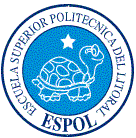 ESCUELA SUPERIOR POLITECNICA DEL LITORAL
ESPOL